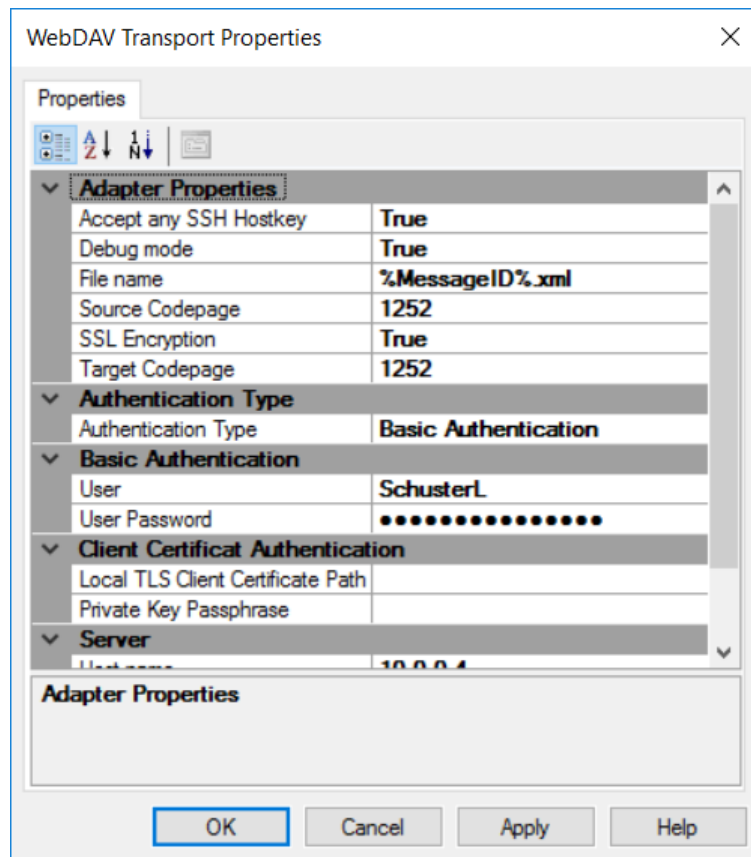 WebDAV Transport Properties
Properties
Adapter Properties
Accept any SSH Hostkey True
Debug mode True
File name %MessageID%.xml
Source Codepage 1252
SSL Encryption True
Target Codepage 1252
Authentication Type
Authentication Type Basic Authentication
Basic Authentication
User SchusterL
User Password ●●●●●●●●●●●●●●●
Client Certificat Authentication
Local TLS Client Certificate Path
Private Key Passphrase
Server
Host name
Adapter Properties
OK Cancel Apply Help